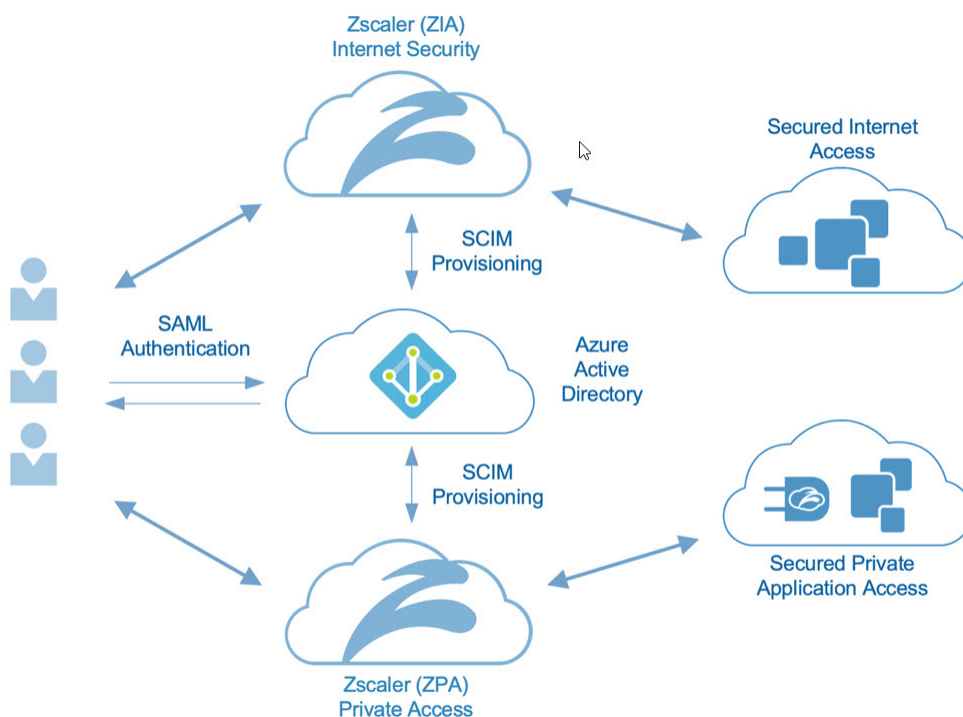 Zscaler (ZIA)
Internet Security
Secured Internet
Access
SCIM
Provisioning
SAML
Authentication
Azure
Active
Directory
SCIM
Provisioning
Secured Private
Application Access
Zscaler (ZPA)
Private Access